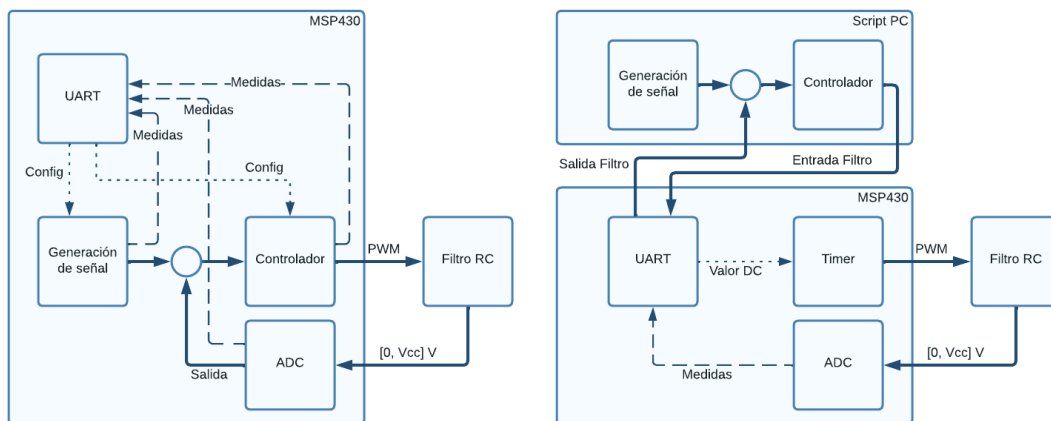 MSP430
UART
Medidas
Medidas
Medidas
Config
Config
Generación
de señal
Controlador
PWM
Filtro RC
Salida
ADC
[0, Vcc] V
Script PC
Generación
de señal
Controlador
Salida Filtro
Entrada Filtro
MSP430
UART
Valor DC
Timer
PWM
Filtro RC
Medidas
ADC
[0, Vcc] V